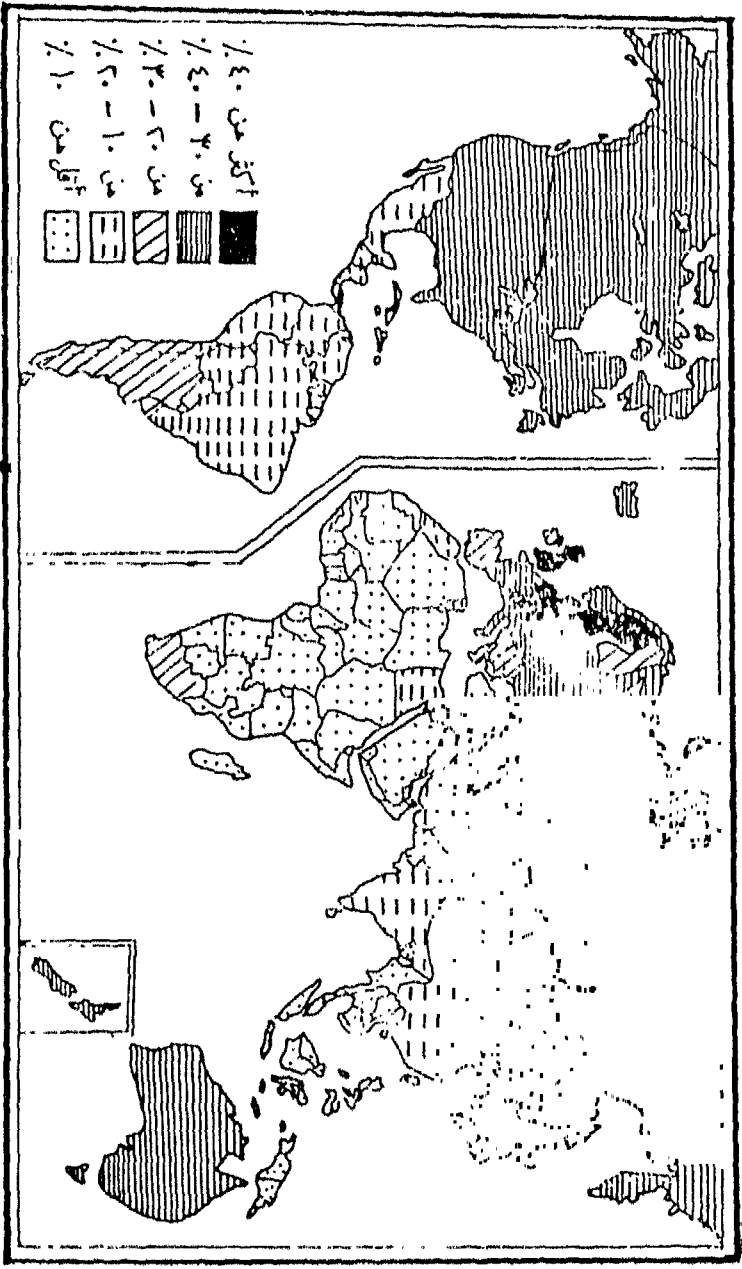 أكثر من ٤٠ ٪
من ٣٠ — ٤٠ ٪
من ٢٠ — ٣٠ ٪
من ١٠ — ٢٠ ٪
أقل من ١٠ ٪